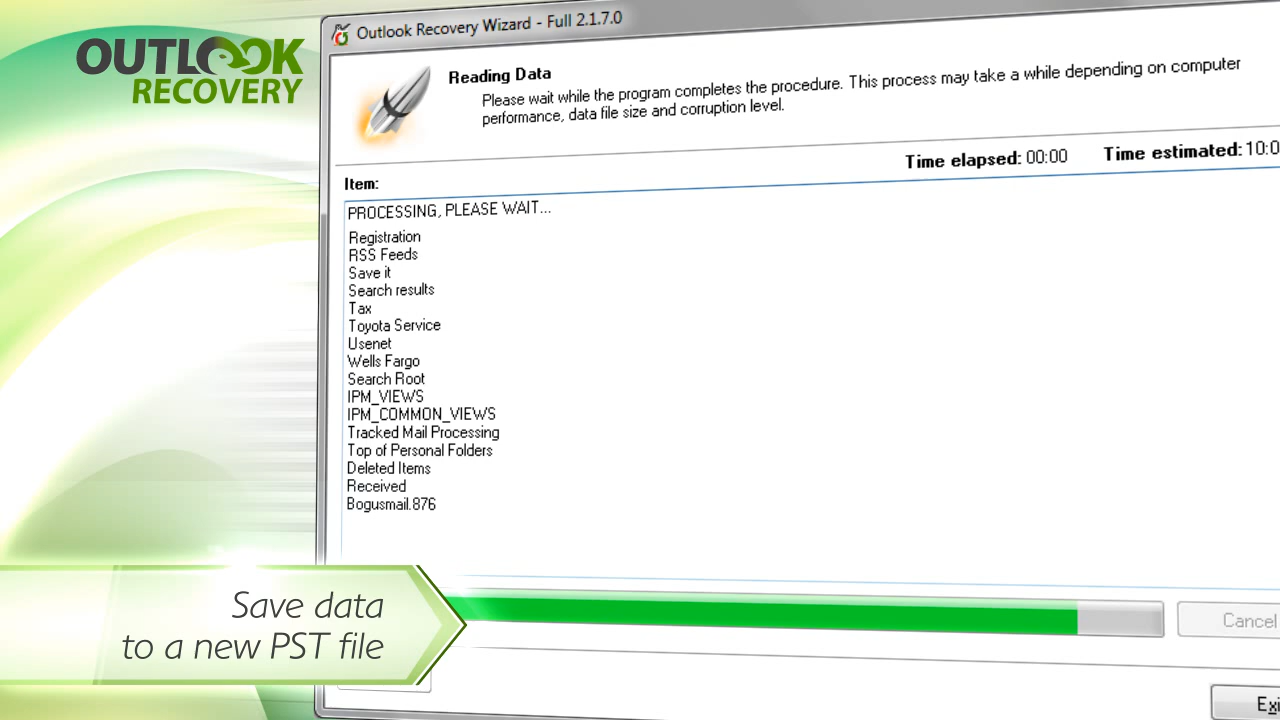 OUTLOOK
RECOVERY
Outlook Recovery Wizard - Full 2.1.7.0
Reading Data
Please wait while the program completes the procedure. This process may take a while depending on computer
performance, data file size and corruption level.
Time elapsed: 00:00 Time estimated: 10:0
Item:
PROCESSING, PLEASE WAIT...
Registration
RSS Feeds
Save it
Search results
Tax
Toyota Service
Usenet
Wells Fargo
Search Root
IPM_VIEWS
IPM_COMMON_VIEWS
Tracked Mail Processing
Top of Personal Folders
Deleted Items
Received
Bogusmail.876
Save data
to a new PST file
Cancel
Exi